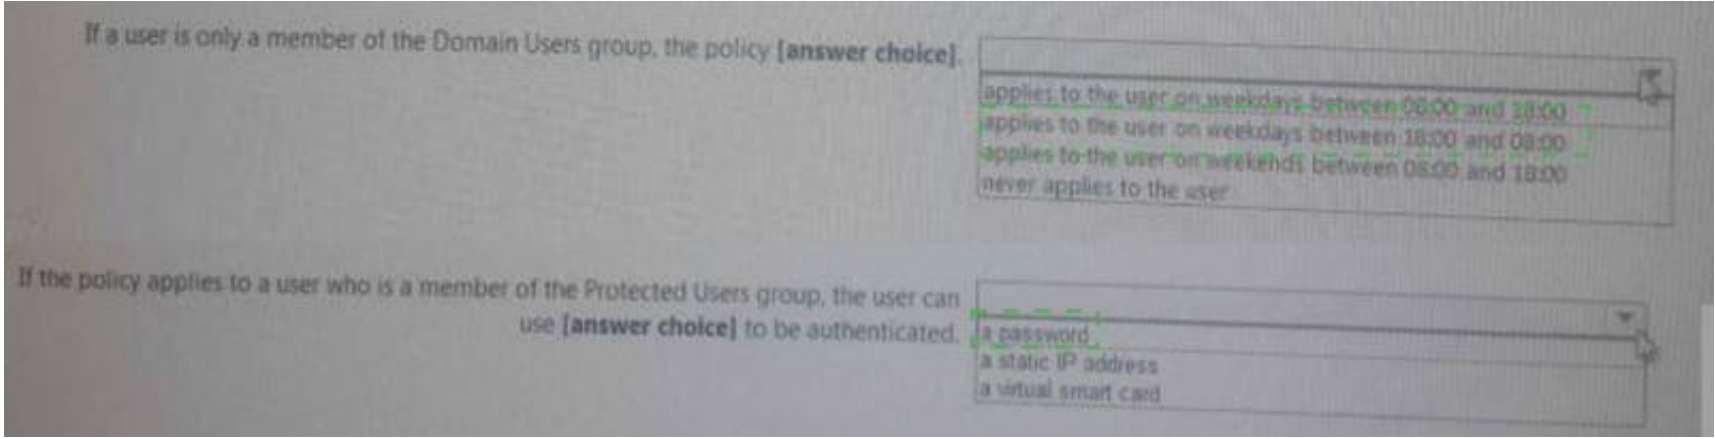 If a user is only a member of the Domain Users group, the policy [answer choice].
applies to the user on weekdays between 08:00 and 18:00
applies to the user on weekdays between 18:00 and 08:00
applies to the user on weekends between 08:00 and 18:00
never applies to the user
If the policy applies to a user who is a member of the Protected Users group, the user can
use [answer choice] to be authenticated.
a password
a static IP address
a virtual smart card